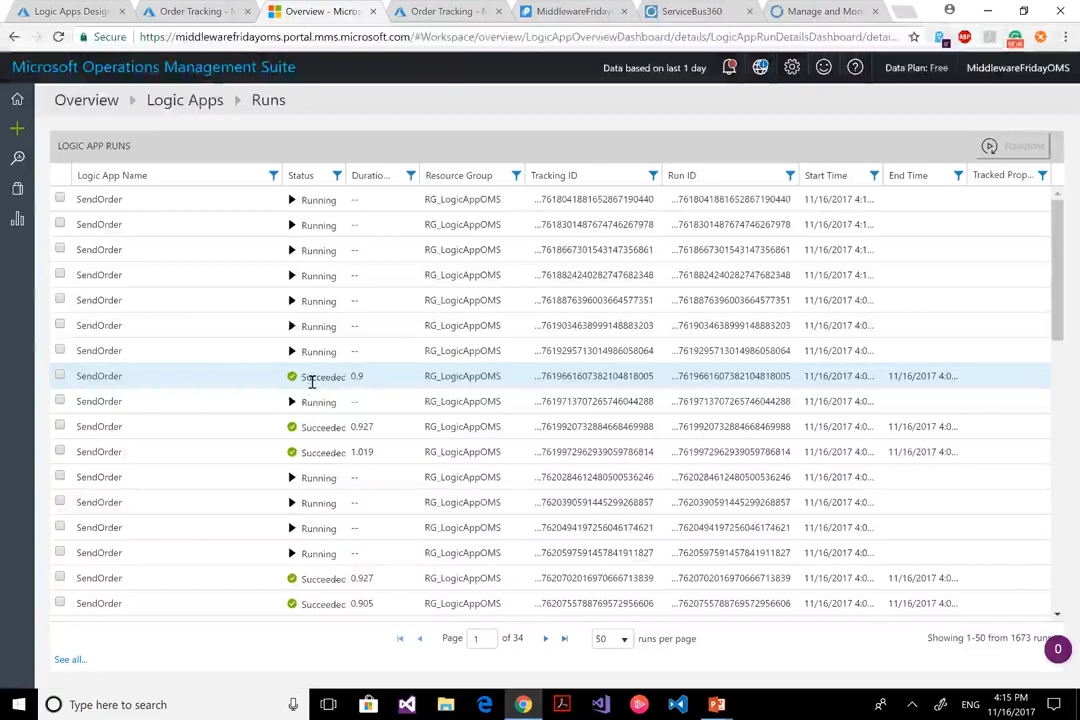 Logic Apps Designe
Order Tracking - M
Overview - Micros
Order Tracking - M
MiddlewareFriday
ServiceBus360
Manage and Mon
Secure
https://middlewarefridayoms.portal.mms.microsoft.com/#Workspace/overview/LogicAppOverviewDashboard/details/LogicAppRunDetailsDashboard/detai...
Microsoft Operations Management Suite
Data based on last 1 day
Data Plan: Free
MiddlewareFridayOMS
Overview
Logic Apps
Runs
LOGIC APP RUNS
Resubmit
Logic App Name Status Duratio... Resource Group Tracking ID Run ID Start Time End Time Tracked Prop...
SendOrder Running -- RG_LogicAppOMS ...7618041881652867190440 ...7618041881652867190440 11/16/2017 4:1...
SendOrder Running -- RG_LogicAppOMS ...7618301487674746267978 ...7618301487674746267978 11/16/2017 4:1...
SendOrder Running -- RG_LogicAppOMS ...7618667301543147356861 ...7618667301543147356861 11/16/2017 4:1...
SendOrder Running -- RG_LogicAppOMS ...7618824240282747682348 ...7618824240282747682348 11/16/2017 4:0...
SendOrder Running -- RG_LogicAppOMS ...7618876396003664577351 ...7618876396003664577351 11/16/2017 4:0...
SendOrder Running -- RG_LogicAppOMS ...7619034638999148883203 ...7619034638999148883203 11/16/2017 4:0...
SendOrder Running -- RG_LogicAppOMS ...7619295713014986058064 ...7619295713014986058064 11/16/2017 4:0...
SendOrder Succeeded 0.9 RG_LogicAppOMS ...7619661607382104818005 ...7619661607382104818005 11/16/2017 4:0... 11/16/2017 4:0...
SendOrder Running -- RG_LogicAppOMS ...7619713707265746044288 ...7619713707265746044288 11/16/2017 4:0...
SendOrder Succeeded 0.927 RG_LogicAppOMS ...7619920732884668469988 ...7619920732884668469988 11/16/2017 4:0... 11/16/2017 4:0...
SendOrder Succeeded 1.019 RG_LogicAppOMS ...7619972962939059786814 ...7619972962939059786814 11/16/2017 4:0... 11/16/2017 4:0...
SendOrder Running -- RG_LogicAppOMS ...7620284612480500536024 ...7620284612480500536024 11/16/2017 4:0...
SendOrder Running -- RG_LogicAppOMS ...7620390591445299268857 ...7620390591445299268857 11/16/2017 4:0...
SendOrder Running -- RG_LogicAppOMS ...7620494197256046174621 ...7620494197256046174621 11/16/2017 4:0...
SendOrder Running -- RG_LogicAppOMS ...7620597591457841911827 ...7620597591457841911827 11/16/2017 4:0...
SendOrder Succeeded 0.927 RG_LogicAppOMS ...7620702016970666713839 ...7620702016970666713839 11/16/2017 4:0... 11/16/2017 4:0...
SendOrder Succeeded 0.905 RG_LogicAppOMS ...7620755788769572956606 ...7620755788769572956606 11/16/2017 4:0... 11/16/2017 4:0...
Page 1 of 34 50 runs per page Showing 1-50 from 1673 runs
See all...
0
Type here to search
ENG
4:15 PM
11/16/2017